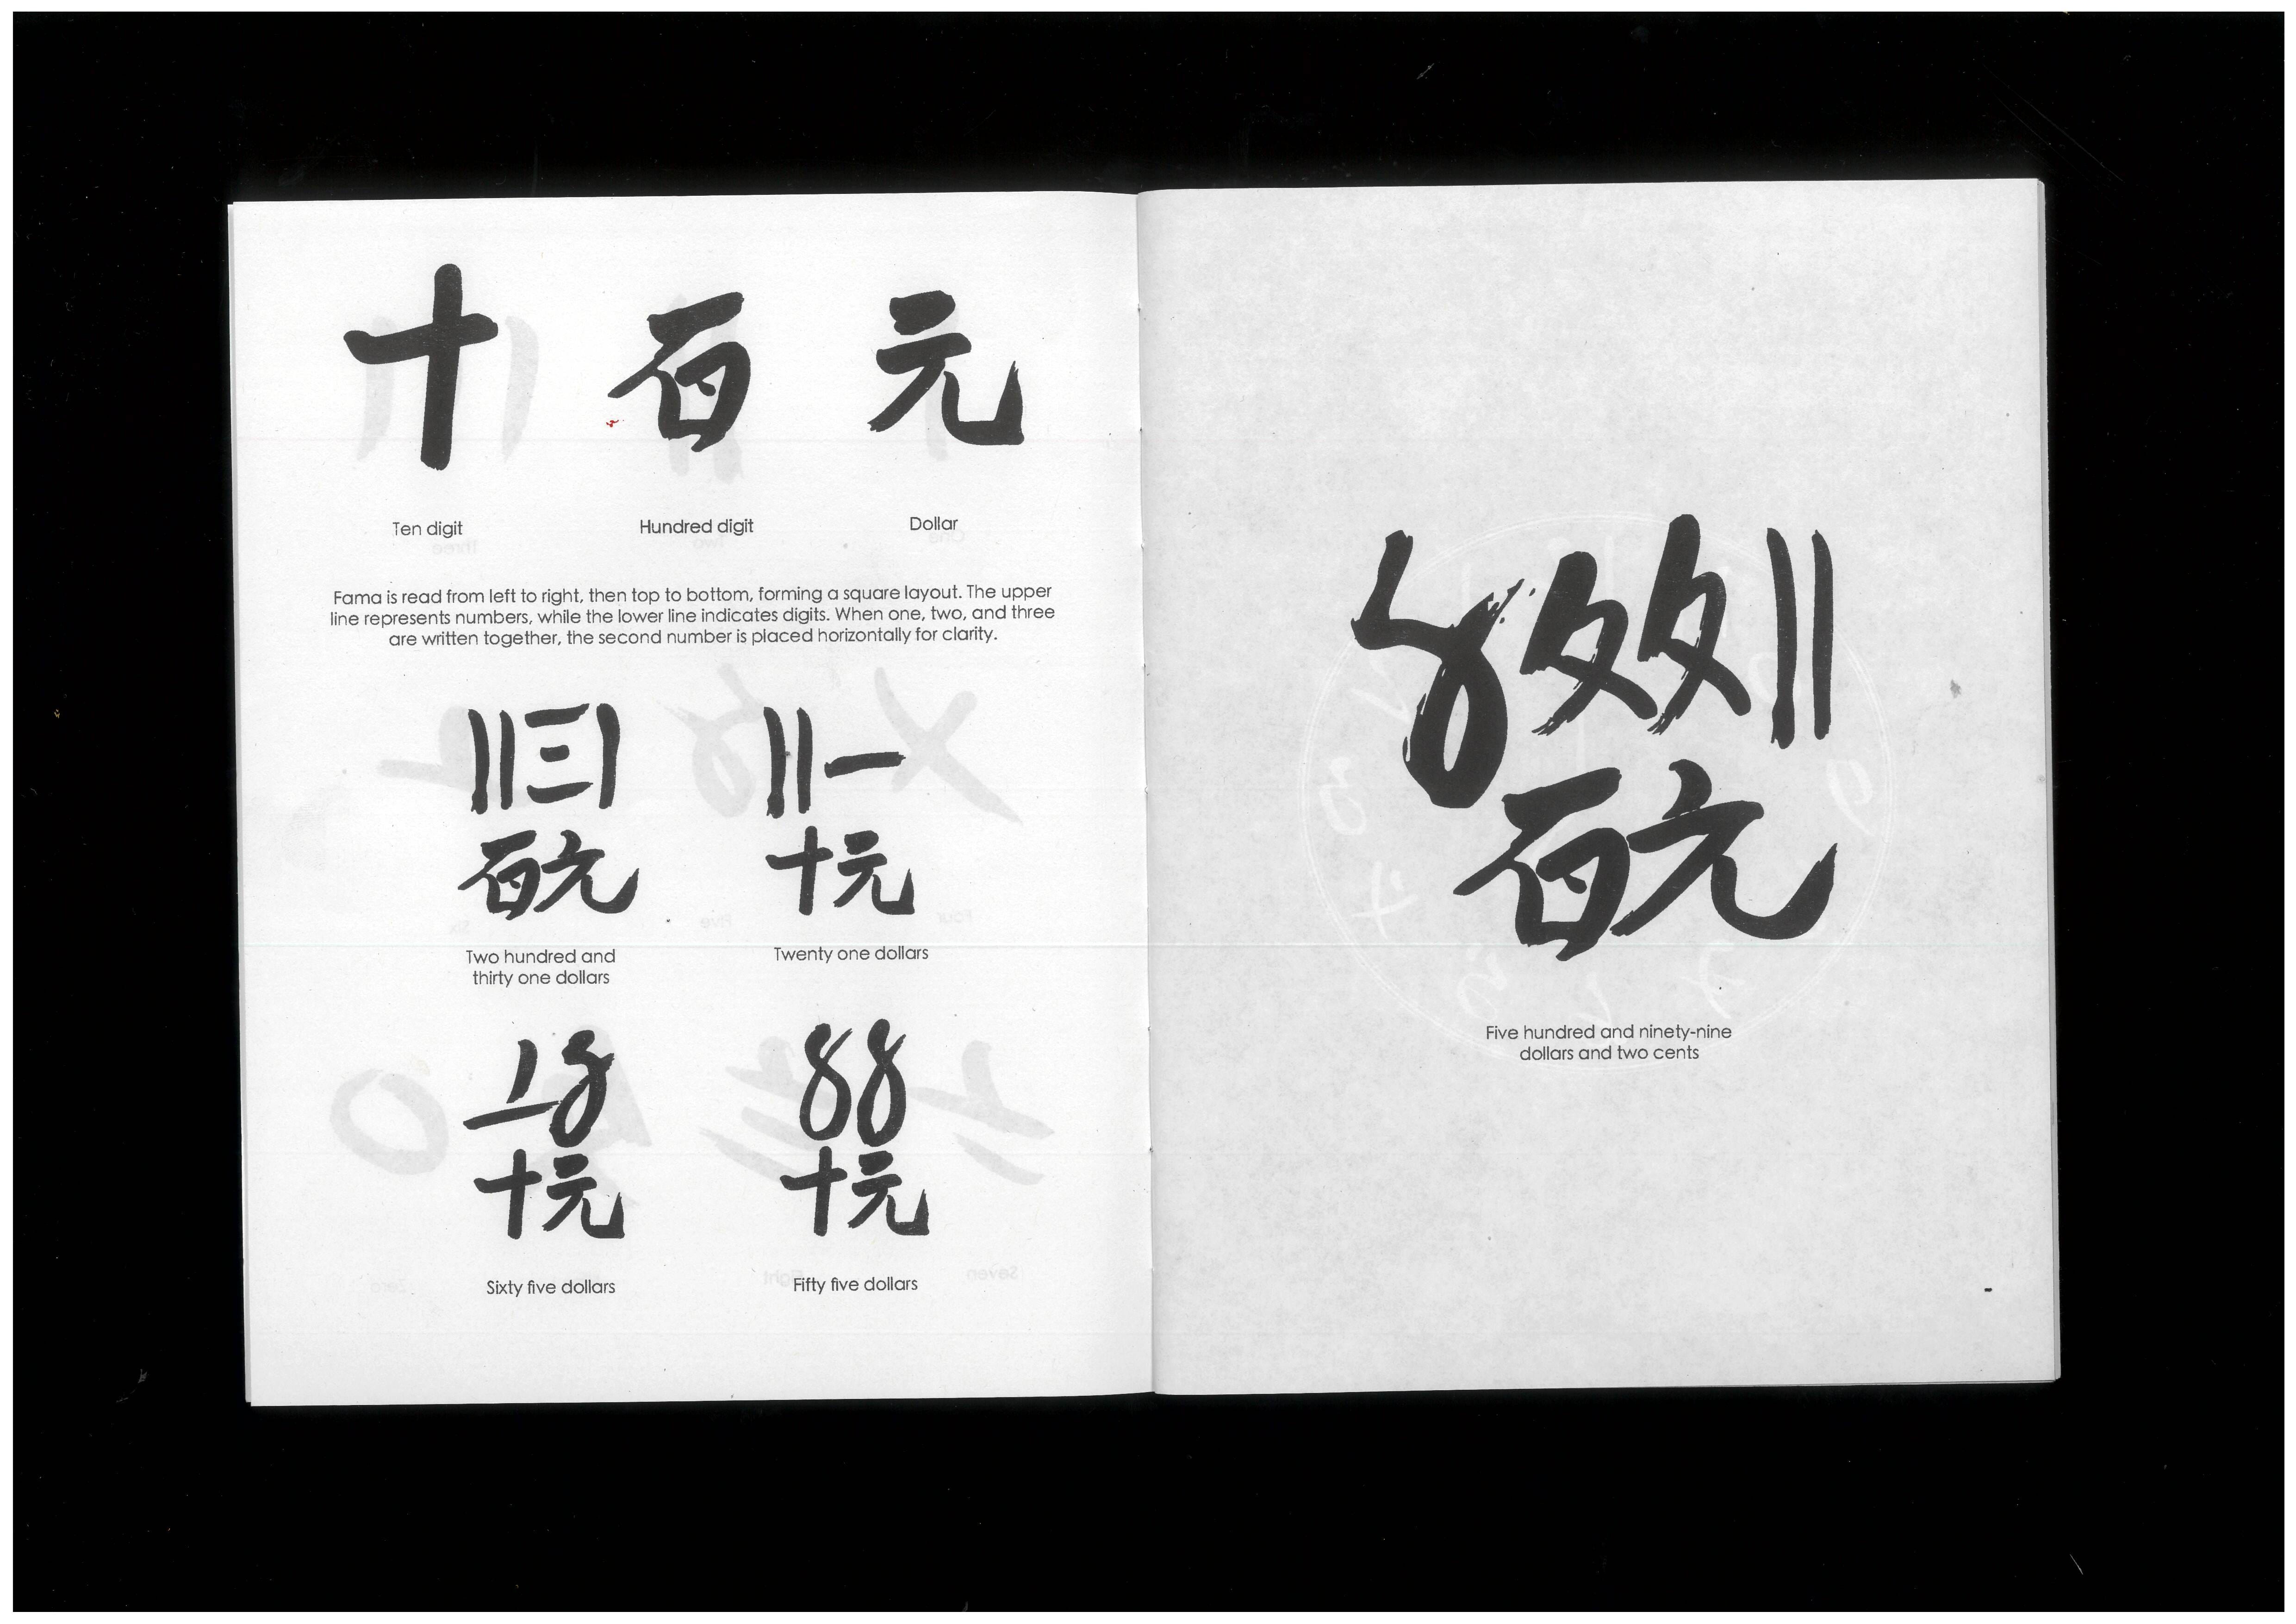 十 百 元
Ten digit Hundred digit Dollar
Fama is read from left to right, then top to bottom, forming a square layout. The upper
line represents numbers, while the lower line indicates digits. When one, two, and three
are written together, the second number is placed horizontally for clarity.
〢三〡 〢一
百元 十元
Two hundred and
thirty one dollars
Twenty one dollars
〦〥 〥〥
十元 十元
Sixty five dollars Fifty five dollars
〥〩〩〢
百元
Five hundred and ninety-nine
dollars and two cents